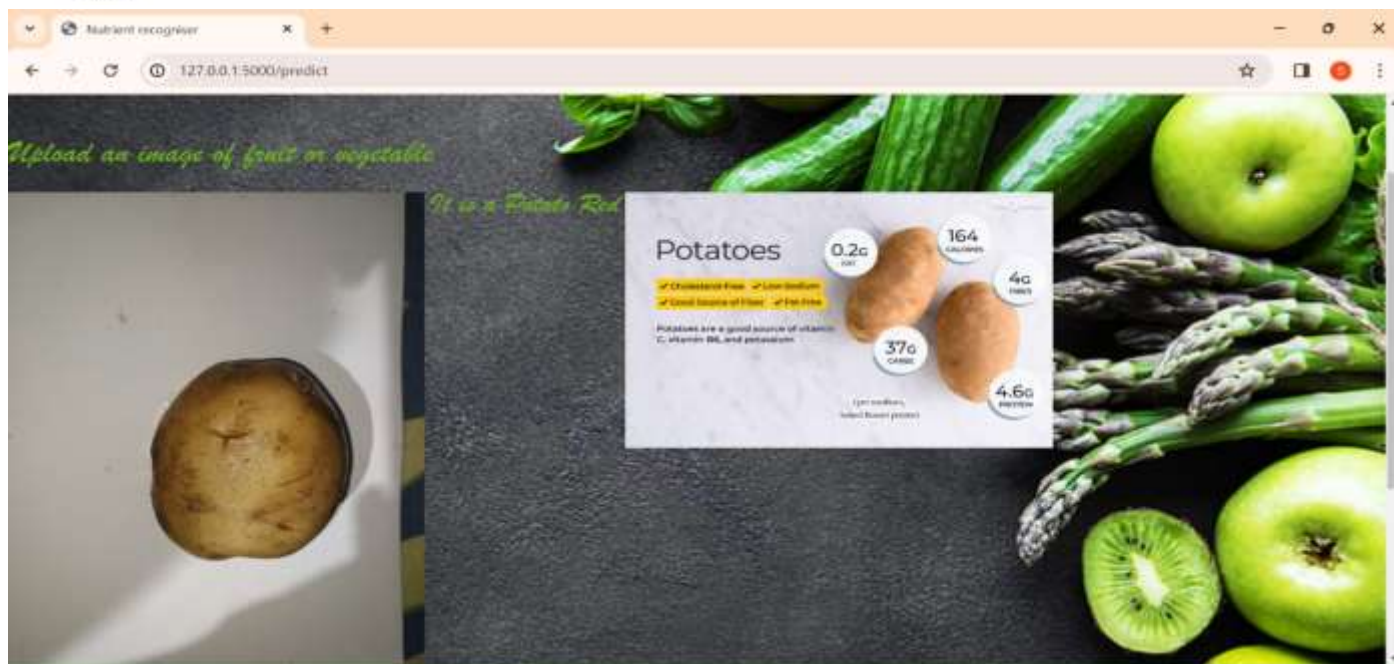 Nutrient recogniser
127.0.0.1:5000/predict
Upload an image of fruit or vegetable
It is a Potato Red
Potatoes
0.2G
FAT
164
CALORIES
4G
FIBER
✓ Cholesterol-Free ✓ Low-Sodium
✓ Good Source of Fiber ✓ Fat-Free
Potatoes are a good source of vitamin
C, vitamin B6, and potassium
37G
CARBS
4.6G
PROTEIN